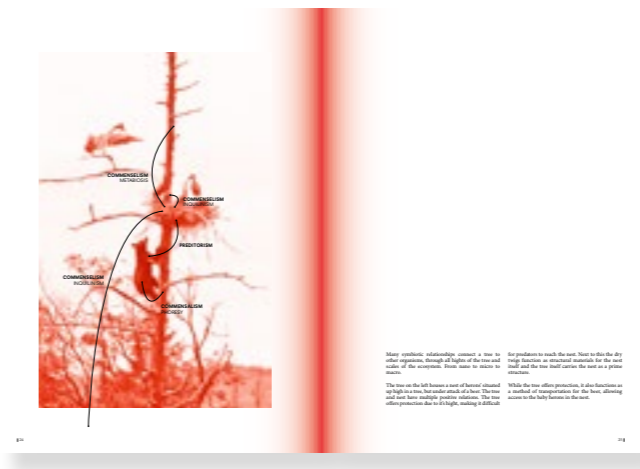 COMMENSELISM
METABIOSIS
COMMENSELISM
INQUILINISM
PREDITORISM
COMMENSELISM
INQUILINISM
COMMENSALISM
PHORESY
Many symbiotic relationships connect a tree to
other organisms, through all hights of the tree and
scales of the ecosystem. From nano to micro to
macro.
The tree on the left houses a nest of herons' situated
up high in a tree, but under attack of a bear. The tree
and nest have multiple positive relations. The tree
offers protection due to it's hight, making it difficult
for predators to reach the nest. Next to this the dry
twigs function as structural materials for the nest
itself and the tree itself carries the nest as a prime
structure.
While the tree offers protection, it also functions as
a method of transportation for the bear, allowing
access to the baby herons in the nest.